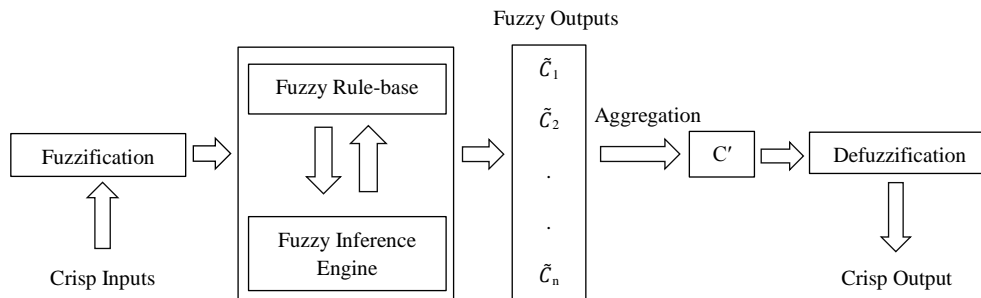 Fuzzy Outputs
Fuzzy Rule-base
C̃1
C̃2
Aggregation
Fuzzification
C′
Defuzzification
.
.
Fuzzy Inference
Engine
C̃n
Crisp Inputs
Crisp Output